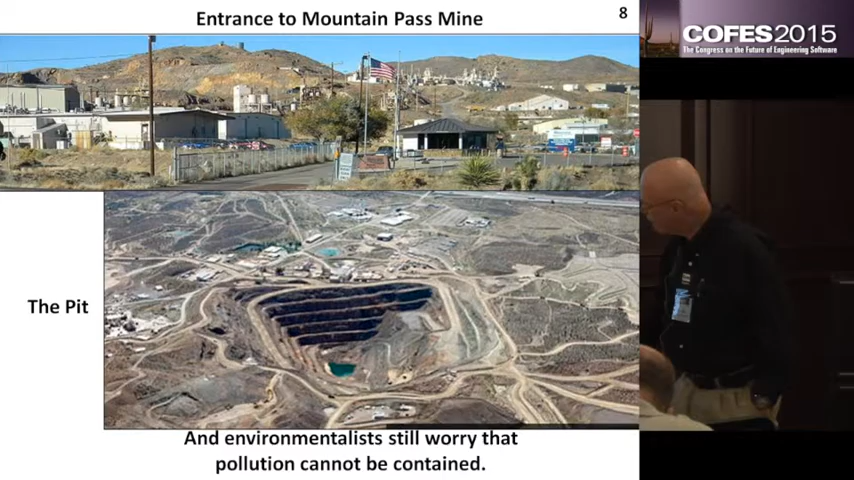 Entrance to Mountain Pass Mine
8
COFES2015
The Congress on the Future of Engineering Software
The Pit
And environmentalists still worry that
pollution cannot be contained.